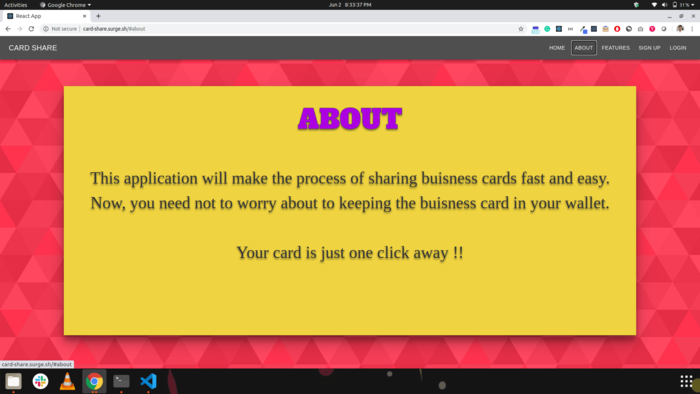 Activities
Google Chrome
Jun 2 8:33:37 PM
31 %
React App
Not secure
card-share.surge.sh/#about
CARD SHARE
HOME
ABOUT
FEATURES
SIGN UP
LOGIN
ABOUT
This application will make the process of sharing buisness cards fast and easy.
Now, you need not to worry about to keeping the buisness card in your wallet.
Your card is just one click away !!
card-share.surge.sh/#about